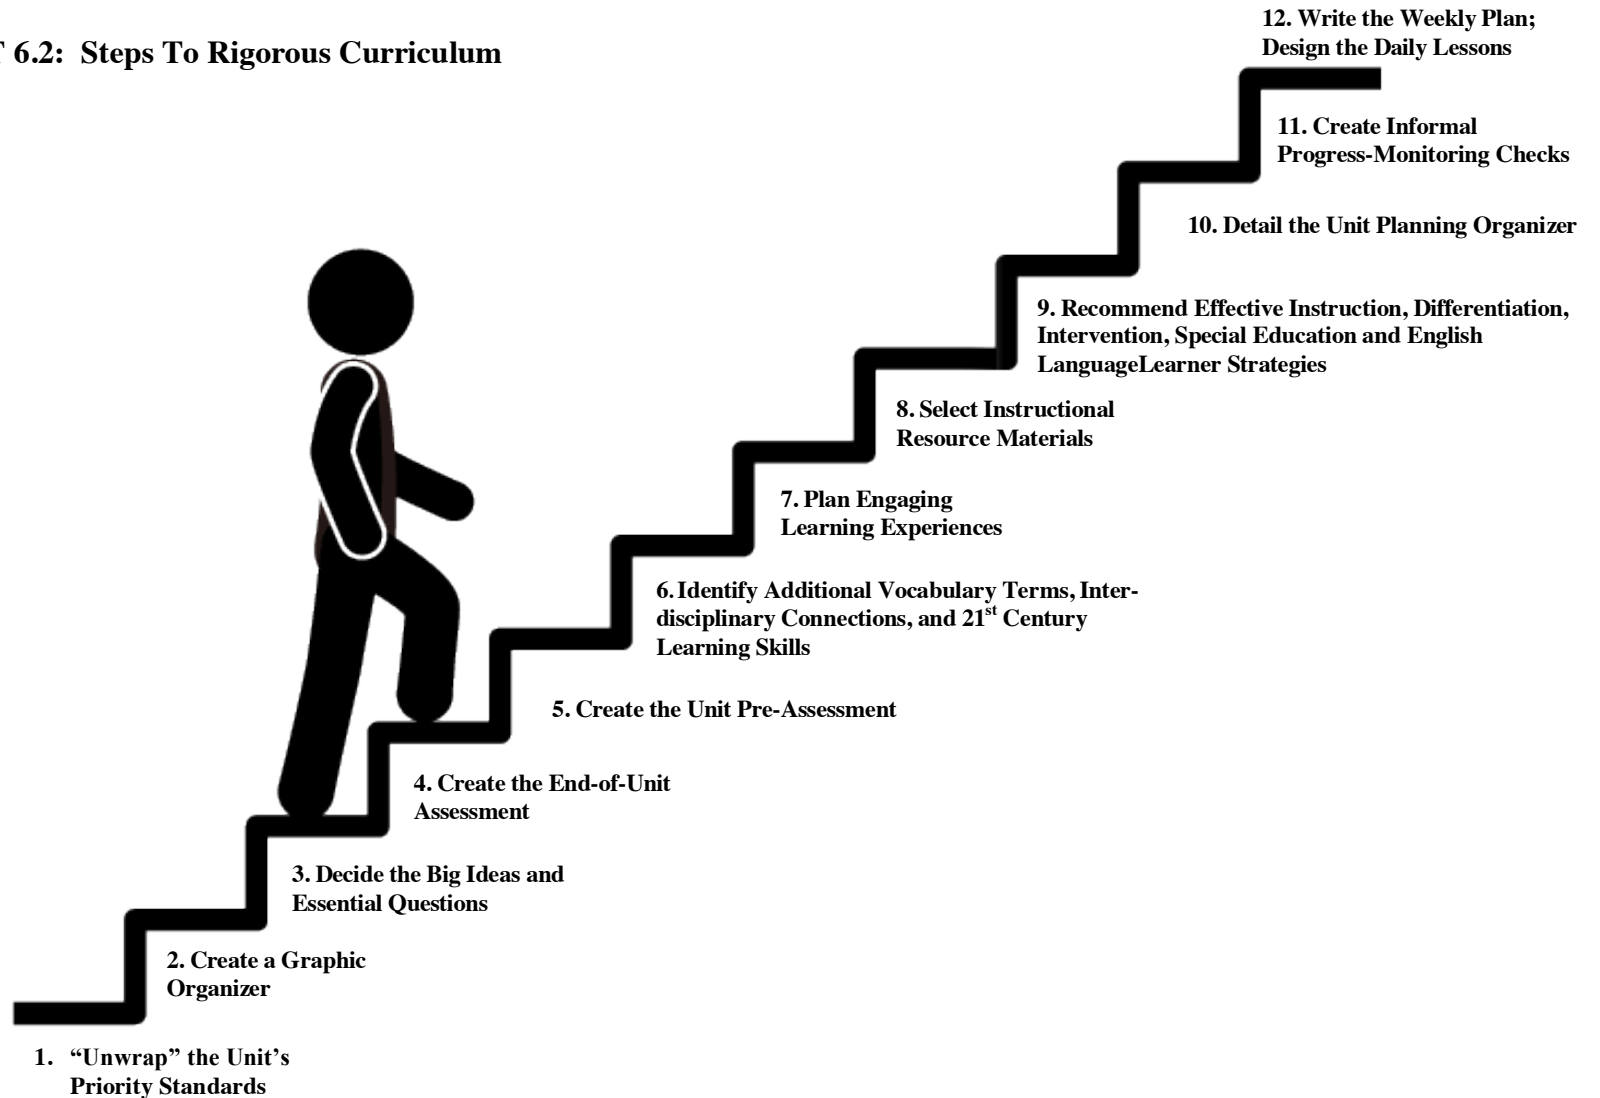 6.2: Steps To Rigorous Curriculum
12. Write the Weekly Plan;
Design the Daily Lessons
11. Create Informal
Progress-Monitoring Checks
10. Detail the Unit Planning Organizer
9. Recommend Effective Instruction, Differentiation,
Intervention, Special Education and English
LanguageLearner Strategies
8. Select Instructional
Resource Materials
7. Plan Engaging
Learning Experiences
6. Identify Additional Vocabulary Terms, Inter-
disciplinary Connections, and 21st Century
Learning Skills
5. Create the Unit Pre-Assessment
4. Create the End-of-Unit
Assessment
3. Decide the Big Ideas and
Essential Questions
2. Create a Graphic
Organizer
1. “Unwrap” the Unit’s
Priority Standards